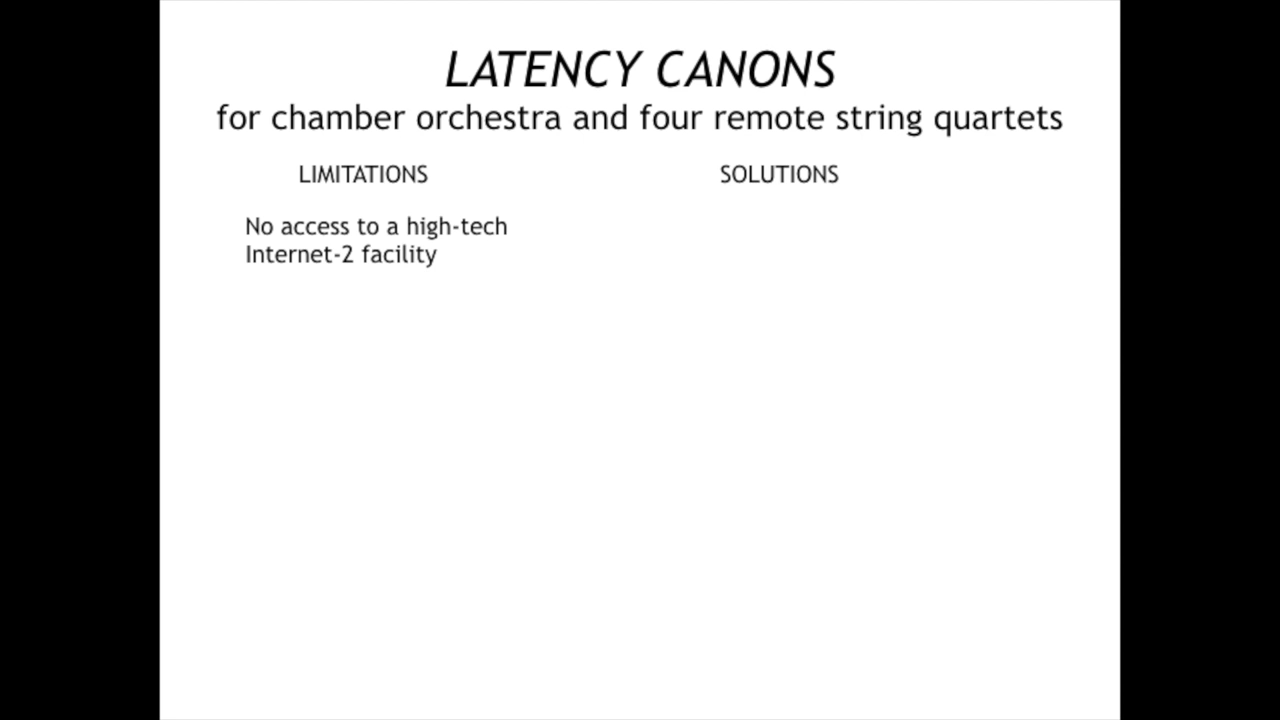 LATENCY CANONS
for chamber orchestra and four remote string quartets
LIMITATIONS
SOLUTIONS
No access to a high-tech
Internet-2 facility